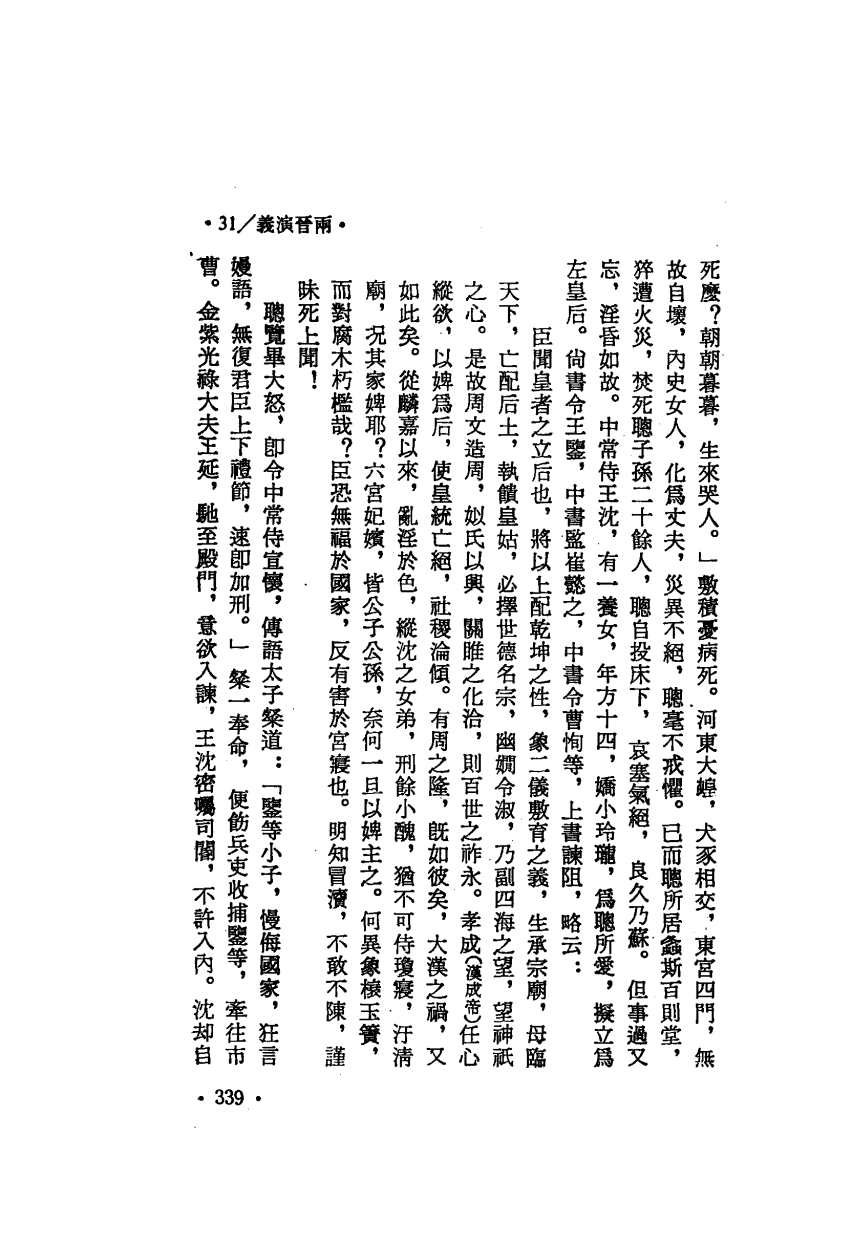 •31／義演晉兩•
死麼？朝朝暮暮，生來哭人。」敷積憂病死。河東大蝗，犬豕相交，東宮四門，無
故自壞，內史女人，化爲丈夫，災異不絕，聰毫不戒懼。已而聰所居螽斯百則堂，
猝遭火災，焚死聰子孫二十餘人，聰自投床下，哀塞氣絕，良久乃蘇。但事過又
忘，淫昏如故。中常侍王沈，有一養女，年方十四，嬌小玲瓏，爲聰所愛，擬立爲
左皇后。尙書令王鑒，中書監崔懿之，中書令曹恂等，上書諫阻，略云：
臣聞皇者之立后也，將以上配乾坤之性，象二儀敷育之義，生承宗廟，母臨
天下，亡配后土，執饋皇姑，必擇世德名宗，幽嫺令淑，乃副四海之望，望神祇
之心。是故周文造周，姒氏以興，關雎之化洽，則百世之祚永。孝成（漢成帝）任心
縱欲，以婢爲后，使皇統亡絕，社稷淪傾。有周之隆，旣如彼矣，大漢之禍，又
如此矣。從麟嘉以來，亂淫於色，縱沈之女弟，刑餘小醜，猶不可侍瓊寢，汙淸
廟，況其家婢耶？六宮妃嬪，皆公子公孫，奈何一旦以婢主之。何異象榱玉簀，
而對腐木朽檻哉？臣恐無福於國家，反有害於宮寢也。明知冒瀆，不敢不陳，謹
昧死上聞！
聰覽畢大怒，卽令中常侍宣懷，傳語太子粲道：「鑒等小子，慢侮國家，狂言
嫚語，無復君臣上下禮節，速卽加刑。」粲一奉命，便飭兵吏收捕鑒等，牽往市
曹。金紫光祿大夫王延，馳至殿門，意欲入諫，王沈密囑司閽，不許入內。沈却自
•339•